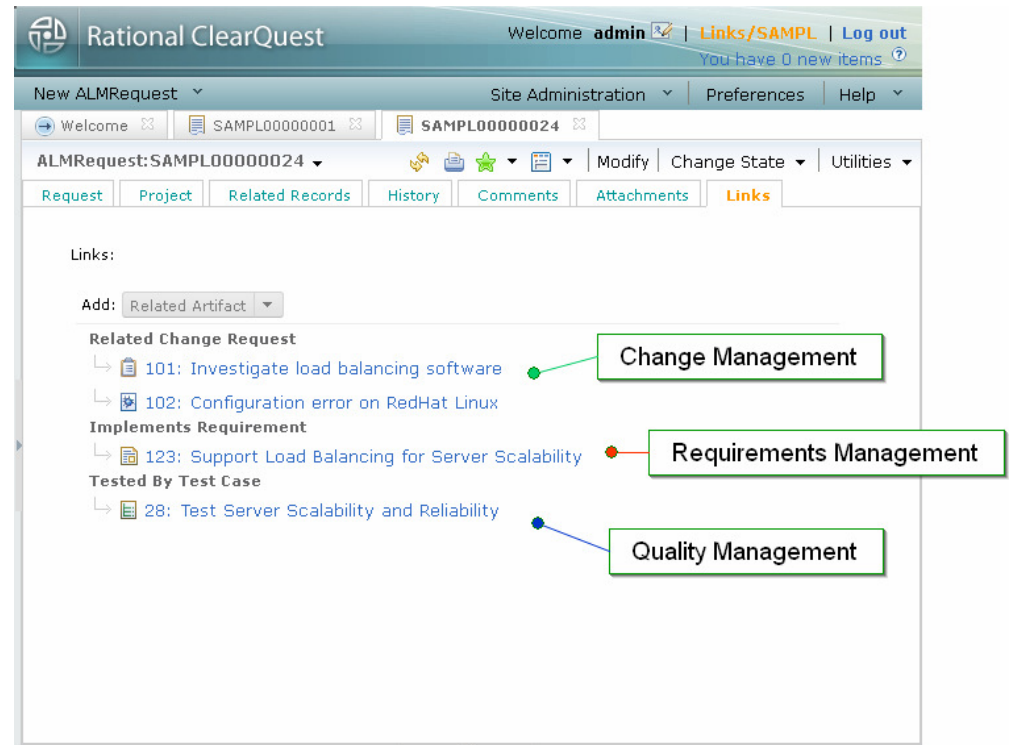 Rational ClearQuest
Welcome admin | Links/SAMPL | Log out
You have 0 new items ?
New ALMRequest Site Administration Preferences Help
Welcome SAMPL00000001 SAMPL00000024
ALMRequest:SAMPL00000024 Modify Change State Utilities
Request Project Related Records History Comments Attachments Links
Links:
Add: Related Artifact
Related Change Request
101: Investigate load balancing software
Change Management
102: Configuration error on RedHat Linux
Implements Requirement
123: Support Load Balancing for Server Scalability
Requirements Management
Tested By Test Case
28: Test Server Scalability and Reliability
Quality Management